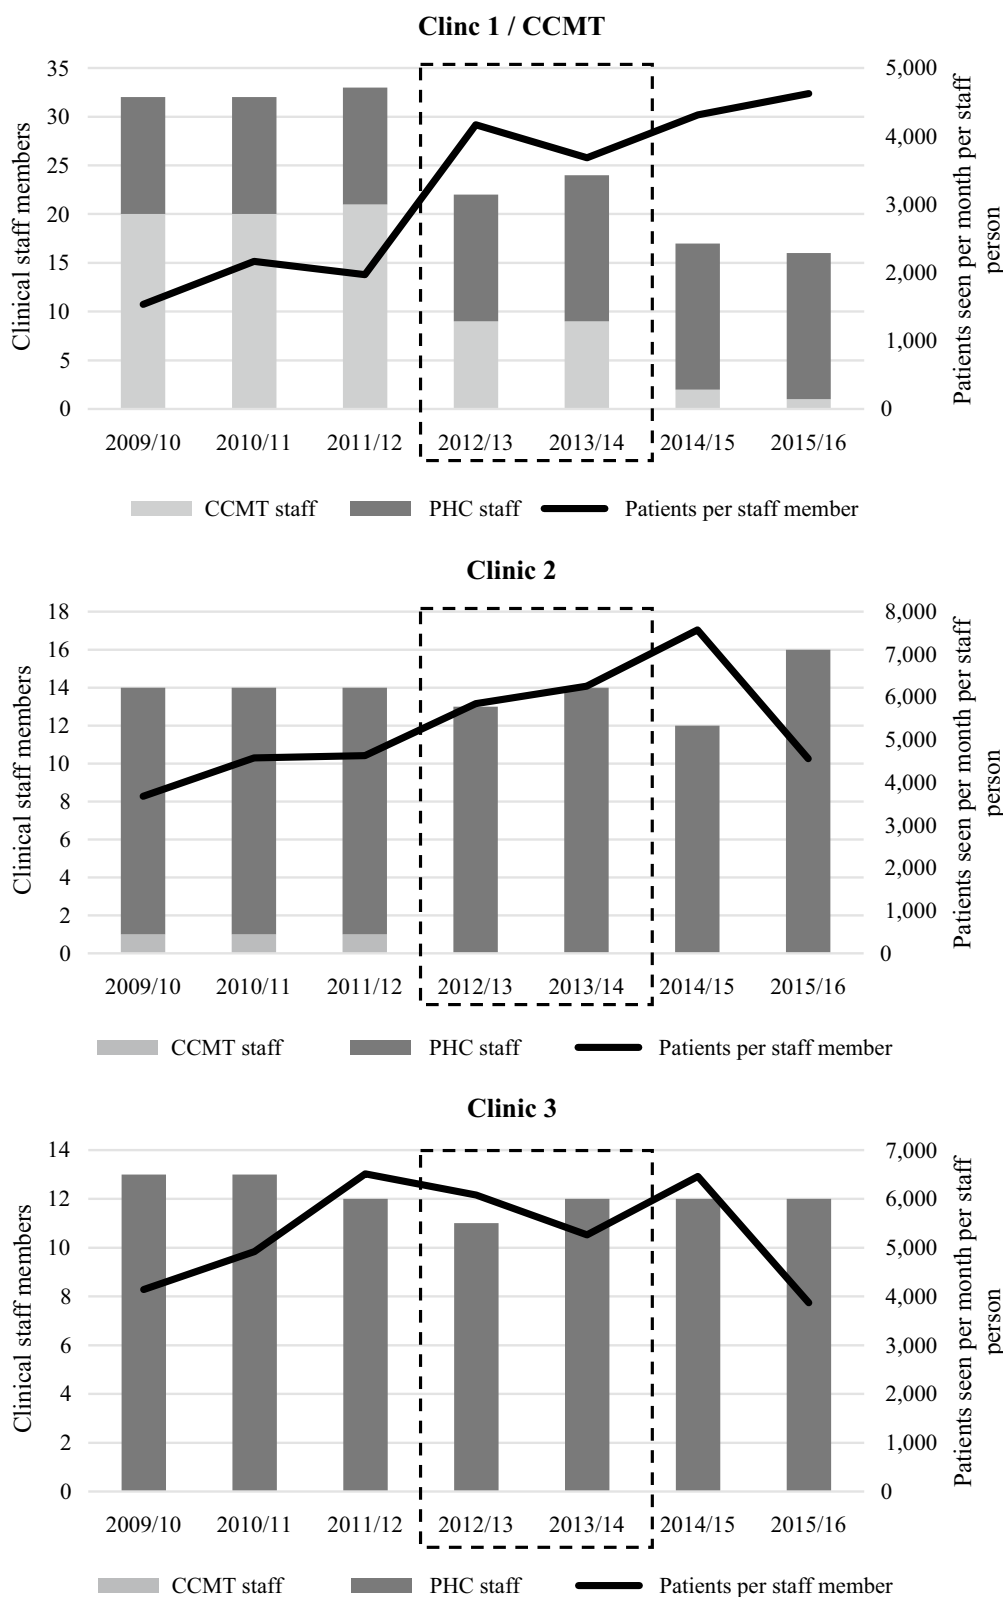 Clinc 1 / CCMT
Clinical staff members
35
30
25
20
15
10
5
0
5,000
4,000
3,000
2,000
1,000
0
Patients seen per month per staff
person
2009/10 2010/11 2011/12 2012/13 2013/14 2014/15 2015/16
CCMT staff PHC staff Patients per staff member
Clinic 2
Clinical staff members
18
16
14
12
10
8
6
4
2
0
8,000
7,000
6,000
5,000
4,000
3,000
2,000
1,000
0
Patients seen per month per staff
person
2009/10 2010/11 2011/12 2012/13 2013/14 2014/15 2015/16
CCMT staff PHC staff Patients per staff member
Clinic 3
Clinical staff members
14
12
10
8
6
4
2
0
7,000
6,000
5,000
4,000
3,000
2,000
1,000
0
Patients seen per month per staff
person
2009/10 2010/11 2011/12 2012/13 2013/14 2014/15 2015/16
CCMT staff PHC staff Patients per staff member